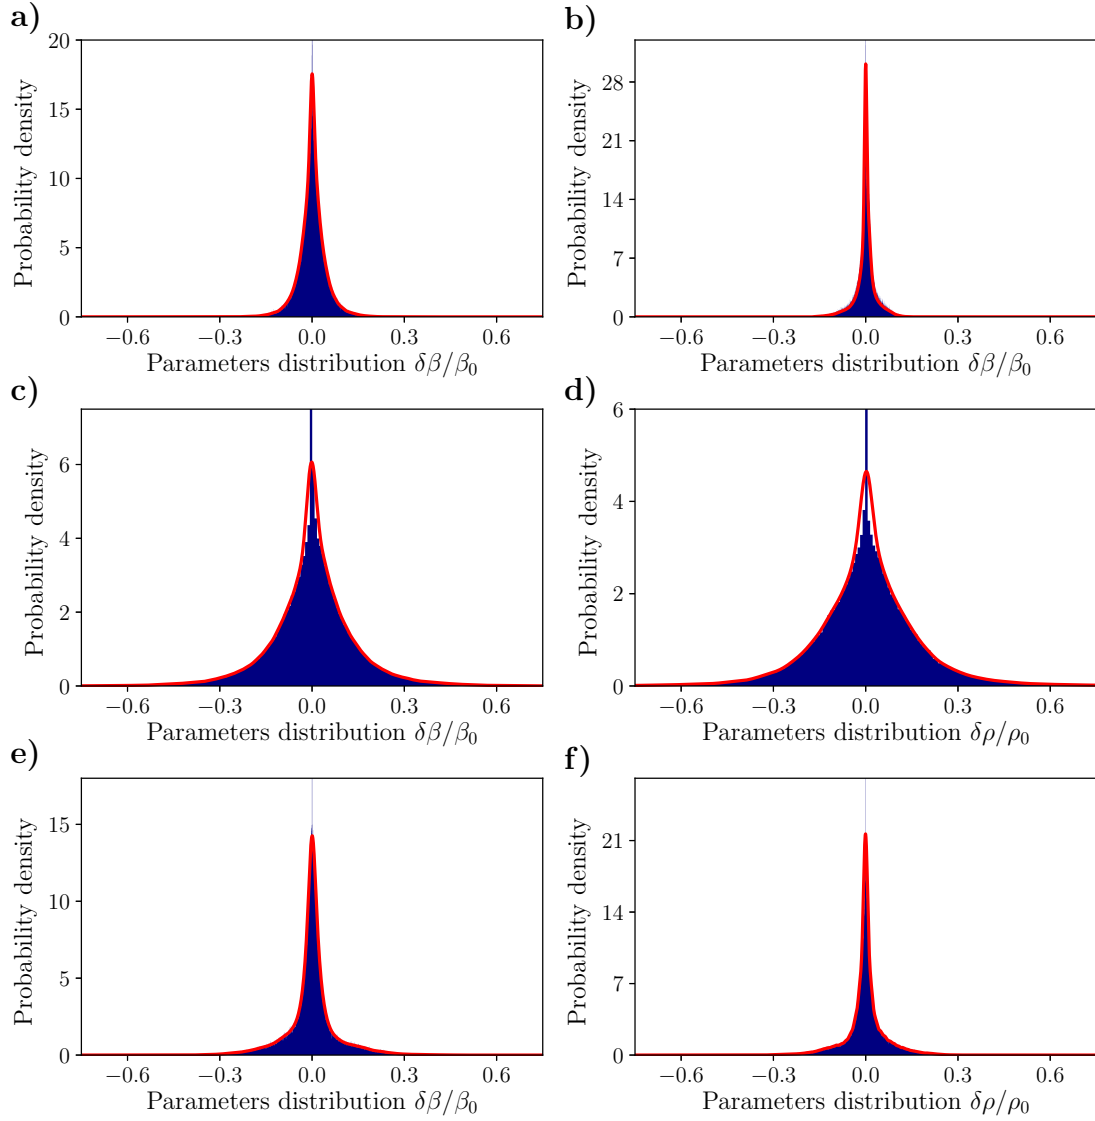 a)
20
15
10
5
0
Probability density
−0.6 −0.3 0.0 0.3 0.6
Parameters distribution δβ/β₀
b)
28
21
14
7
0
Probability density
−0.6 −0.3 0.0 0.3 0.6
Parameters distribution δβ/β₀
c)
6
4
2
0
Probability density
−0.6 −0.3 0.0 0.3 0.6
Parameters distribution δβ/β₀
d)
6
4
2
0
Probability density
−0.6 −0.3 0.0 0.3 0.6
Parameters distribution δρ/ρ₀
e)
15
10
5
0
Probability density
−0.6 −0.3 0.0 0.3 0.6
Parameters distribution δβ/β₀
f)
21
14
7
0
Probability density
−0.6 −0.3 0.0 0.3 0.6
Parameters distribution δρ/ρ₀